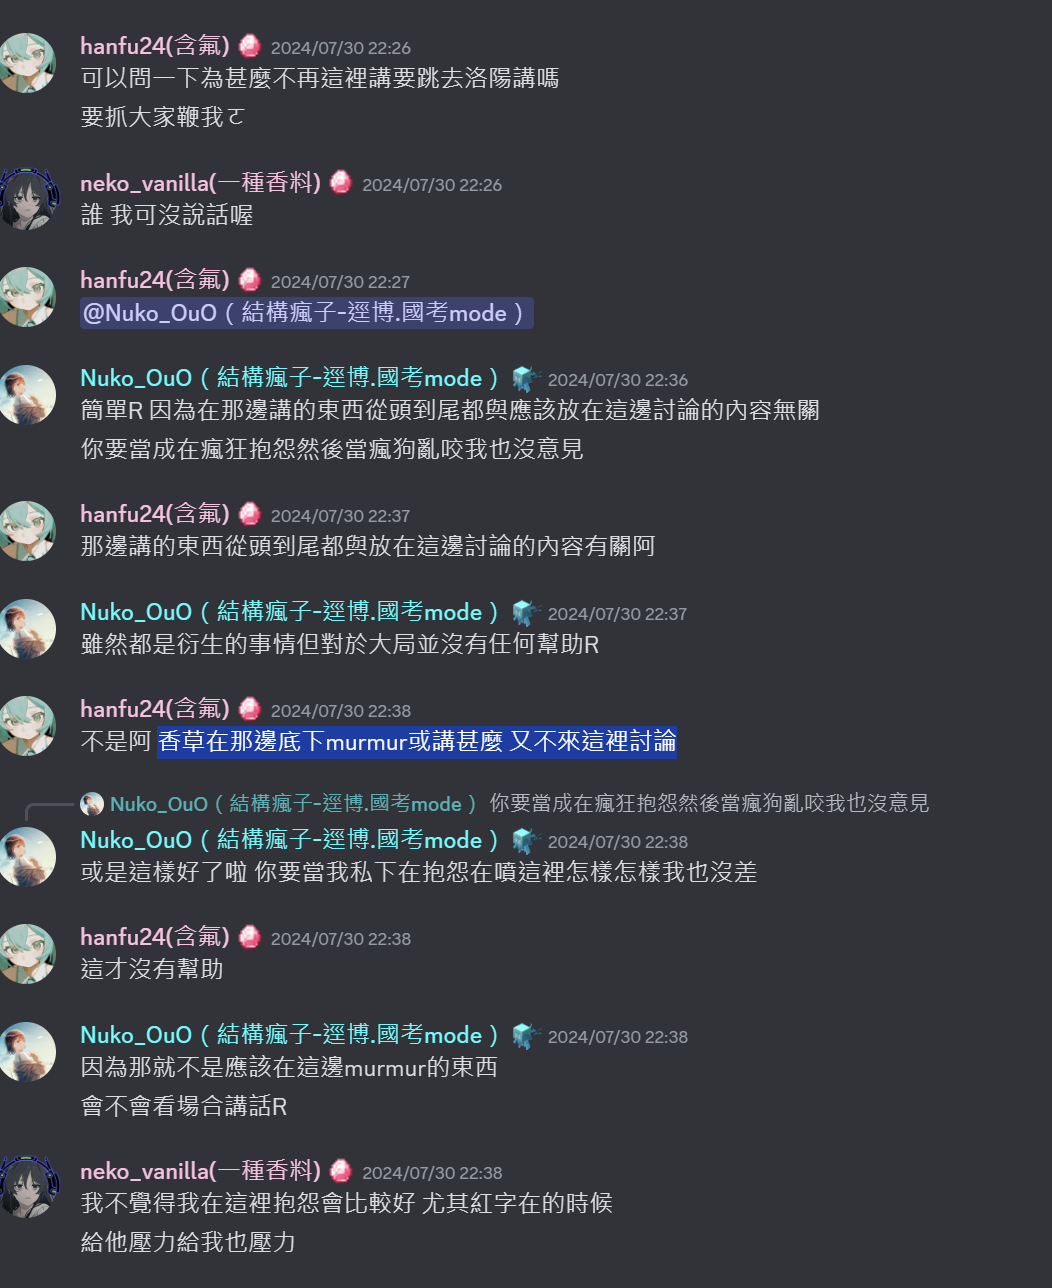 hanfu24(含氟) 2024/07/30 22:26
可以問一下為甚麼不再這裡講要跳去洛陽講嗎
要抓大家鞭我ㄛ
neko_vanilla(一種香料) 2024/07/30 22:26
誰 我可沒說話喔
hanfu24(含氟) 2024/07/30 22:27
@Nuko_OuO（結構瘋子-逕博.國考mode）
Nuko_OuO（結構瘋子-逕博.國考mode） 2024/07/30 22:36
簡單R 因為在那邊講的東西從頭到尾都與應該放在這邊討論的內容無關
你要當成在瘋狂抱怨然後當瘋狗亂咬我也沒意見
hanfu24(含氟) 2024/07/30 22:37
那邊講的東西從頭到尾都與放在這邊討論的內容有關阿
Nuko_OuO（結構瘋子-逕博.國考mode） 2024/07/30 22:37
雖然都是衍生的事情但對於大局並沒有任何幫助R
hanfu24(含氟) 2024/07/30 22:38
不是阿 香草在那邊底下murmur或講甚麼 又不來這裡討論
Nuko_OuO（結構瘋子-逕博.國考mode） 你要當成在瘋狂抱怨然後當瘋狗亂咬我也沒意見
Nuko_OuO（結構瘋子-逕博.國考mode） 2024/07/30 22:38
或是這樣好了啦 你要當我私下在抱怨在噴這裡怎樣怎樣我也沒差
hanfu24(含氟) 2024/07/30 22:38
這才沒有幫助
Nuko_OuO（結構瘋子-逕博.國考mode） 2024/07/30 22:38
因為那就不是應該在這邊murmur的東西
會不會看場合講話R
neko_vanilla(一種香料) 2024/07/30 22:38
我不覺得我在這裡抱怨會比較好 尤其紅字在的時候
給他壓力給我也壓力